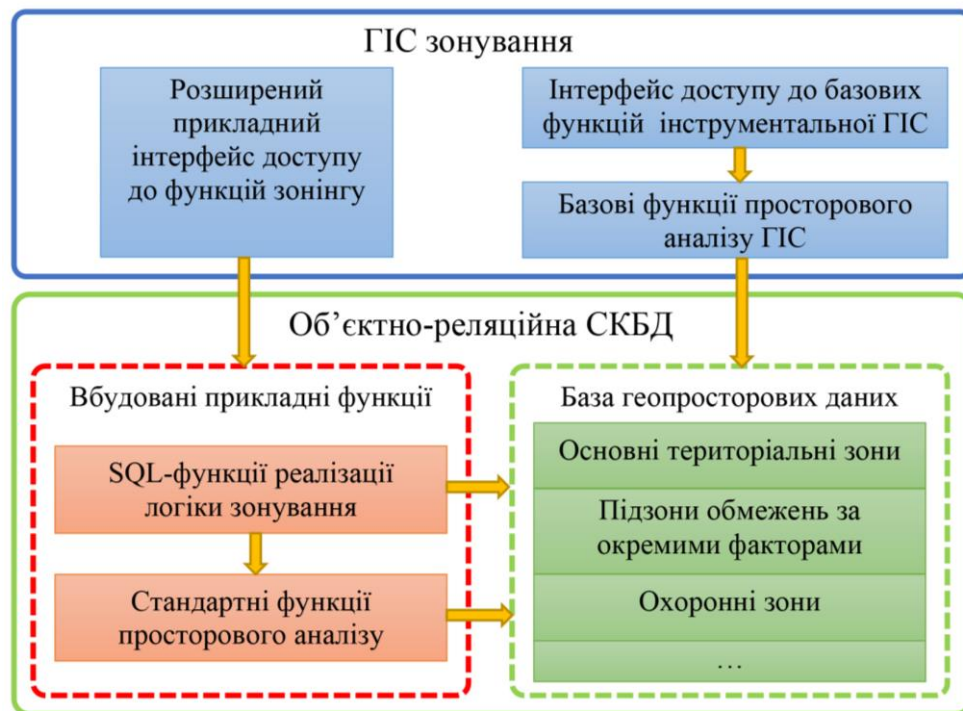 ГІС зонування
Розширений
прикладний
інтерфейс доступу
до функцій зонінгу
Інтерфейс доступу до базових
функцій інструментальної ГІС
Базові функції просторового
аналізу ГІС
Об’єктно-реляційна СКБД
Вбудовані прикладні функції
SQL-функції реалізації
логіки зонування
Стандартні функції
просторового аналізу
База геопросторових даних
Основні територіальні зони
Підзони обмежень за
окремими факторами
Охоронні зони
…